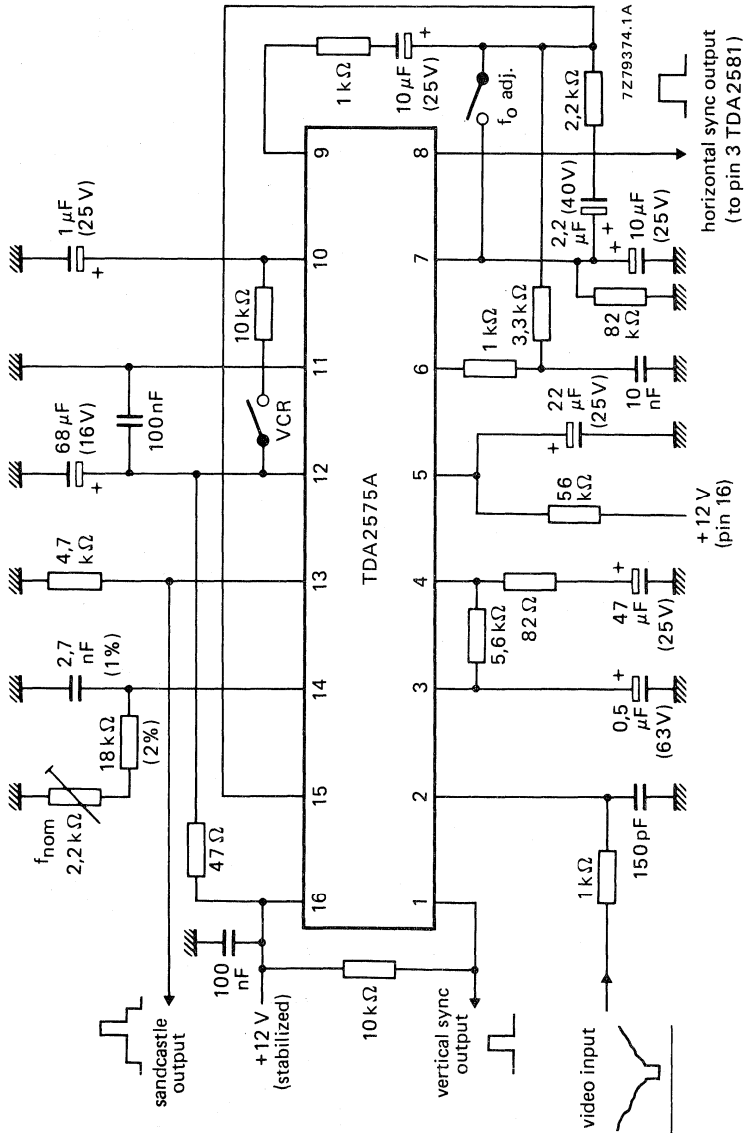 7Z79374.1A
1 kΩ
10 μF
(25 V)
+
f₀ adj.
2,2 kΩ
horizontal sync output
(to pin 3 TDA2581)
1 μF
(25 V)
+
10 kΩ
VCR
68 μF
(16 V)
+
100 nF
4,7
kΩ
2,7
nF
(1%)
18 kΩ
(2%)
fnom
2,2 kΩ
47 Ω
100
nF
+12 V
(stabilized)
10 kΩ
sandcastle
output
vertical sync
output
video input
TDA2575A
16
15
14
13
12
11
10
9
1
2
3
4
5
6
7
8
1 kΩ
150 pF
0,5
μF
(63 V)
+
5,6 kΩ
82 Ω
47
μF
(25 V)
+
56
kΩ
+12 V
(pin 16)
22
μF
(25 V)
+
1 kΩ
3,3 kΩ
10
nF
82
kΩ
2,2
μF
(40 V)
+
10 μF
(25 V)
+